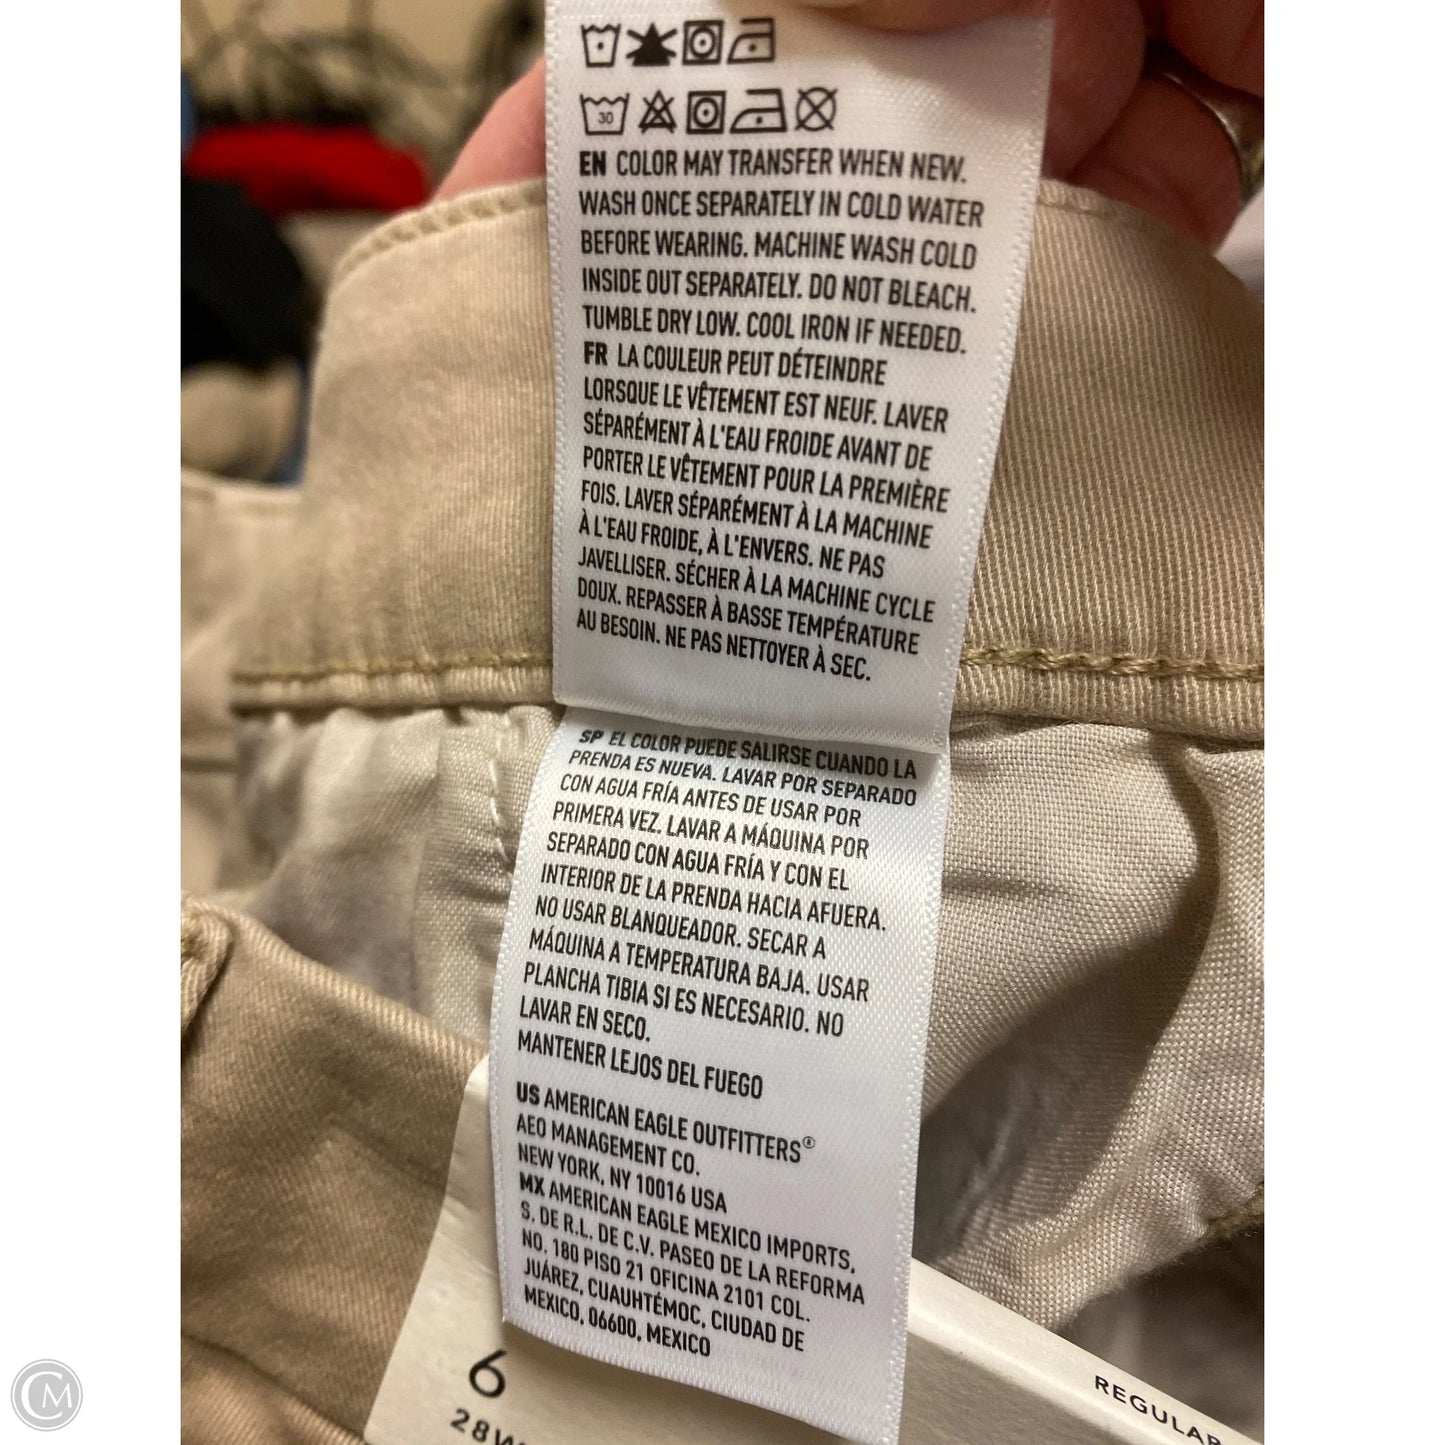 30
EN COLOR MAY TRANSFER WHEN NEW.
WASH ONCE SEPARATELY IN COLD WATER
BEFORE WEARING. MACHINE WASH COLD
INSIDE OUT SEPARATELY. DO NOT BLEACH.
TUMBLE DRY LOW. COOL IRON IF NEEDED.
FR LA COULEUR PEUT DÉTEINDRE
LORSQUE LE VÊTEMENT EST NEUF. LAVER
SÉPARÉMENT À L'EAU FROIDE AVANT DE
PORTER LE VÊTEMENT POUR LA PREMIÈRE
FOIS. LAVER SÉPARÉMENT À LA MACHINE
À L'EAU FROIDE, À L'ENVERS. NE PAS
JAVELLISER. SÉCHER À LA MACHINE CYCLE
DOUX. REPASSER À BASSE TEMPÉRATURE
AU BESOIN. NE PAS NETTOYER À SEC.
SP EL COLOR PUEDE SALIRSE CUANDO LA
PRENDA ES NUEVA. LAVAR POR SEPARADO
CON AGUA FRÍA ANTES DE USAR POR
PRIMERA VEZ. LAVAR A MÁQUINA POR
SEPARADO CON AGUA FRÍA Y CON EL
INTERIOR DE LA PRENDA HACIA AFUERA.
NO USAR BLANQUEADOR. SECAR A
MÁQUINA A TEMPERATURA BAJA. USAR
PLANCHA TIBIA SI ES NECESARIO. NO
LAVAR EN SECO.
MANTENER LEJOS DEL FUEGO
US AMERICAN EAGLE OUTFITTERS®
AEO MANAGEMENT CO.
NEW YORK, NY 10016 USA
MX AMERICAN EAGLE MEXICO IMPORTS,
S. DE R.L. DE C.V. PASEO DE LA REFORMA
NO. 180 PISO 21 OFICINA 2101 COL.
JUÁREZ, CUAUHTÉMOC, CIUDAD DE
MEXICO, 06600, MEXICO
6
28W
REGULAR
CM